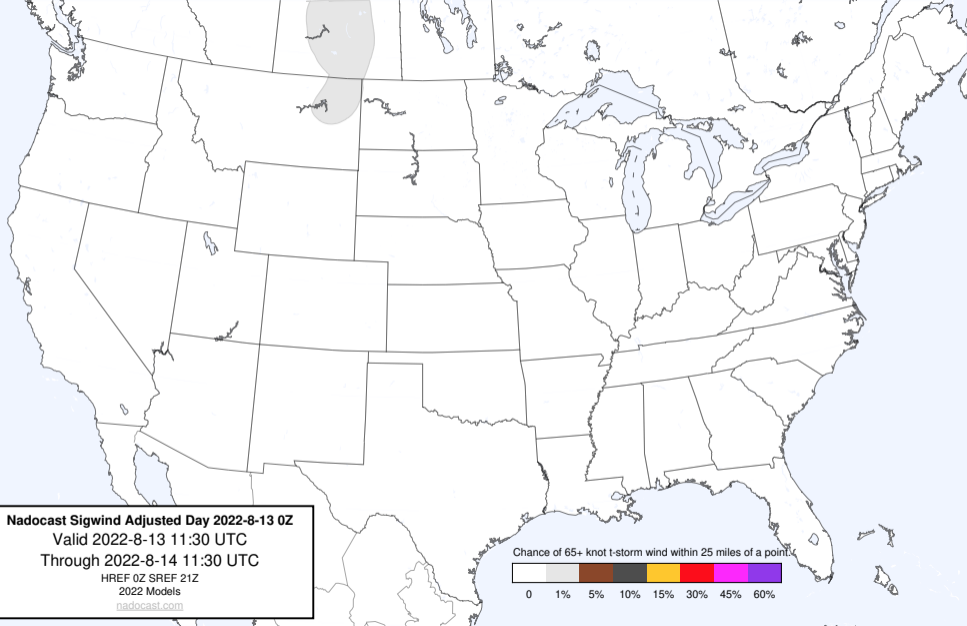 Nadocast Sigwind Adjusted Day 2022-8-13 0Z
Valid 2022-8-13 11:30 UTC
Through 2022-8-14 11:30 UTC
HREF 0Z SREF 21Z
2022 Models
nadocast.com
Chance of 65+ knot t-storm wind within 25 miles of a point.
0 1% 5% 10% 15% 30% 45% 60%